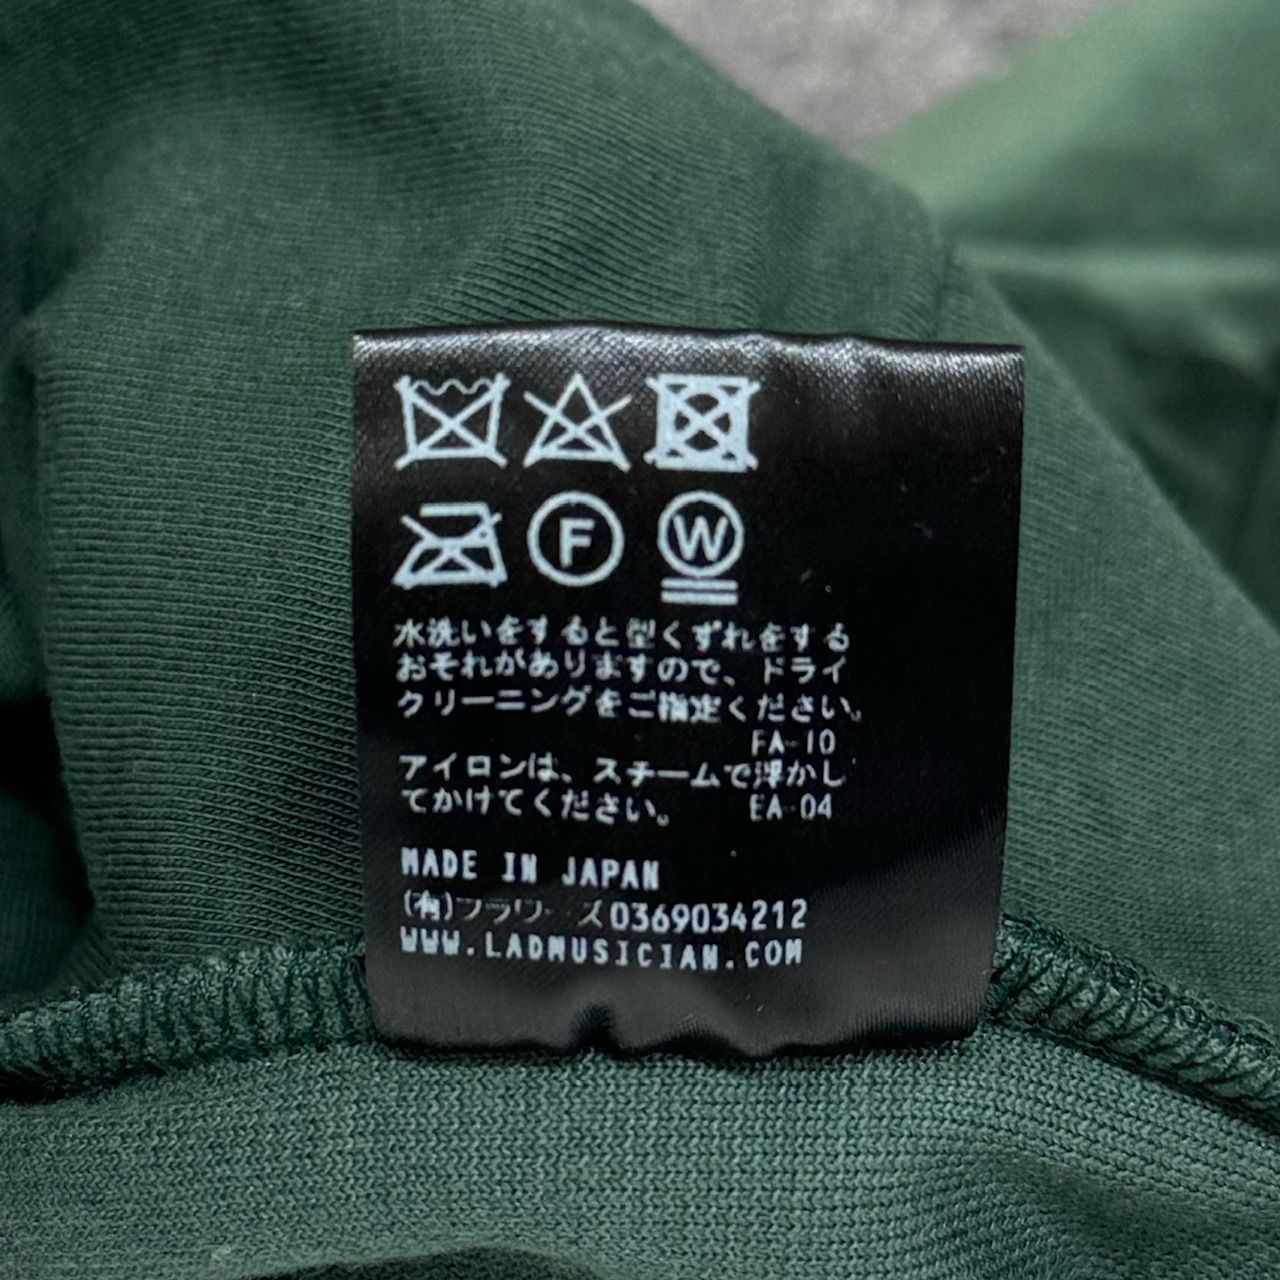 F W
水洗いをすると型くずれをする
おそれがありますので、ドライ
クリーニングをご指定ください。
FA-10
アイロンは、スチームで浮かし
てかけてください。 EA-04
MADE IN JAPAN
(有)フラワーズ0369034212
WWW.LADMUSICIAN.COM